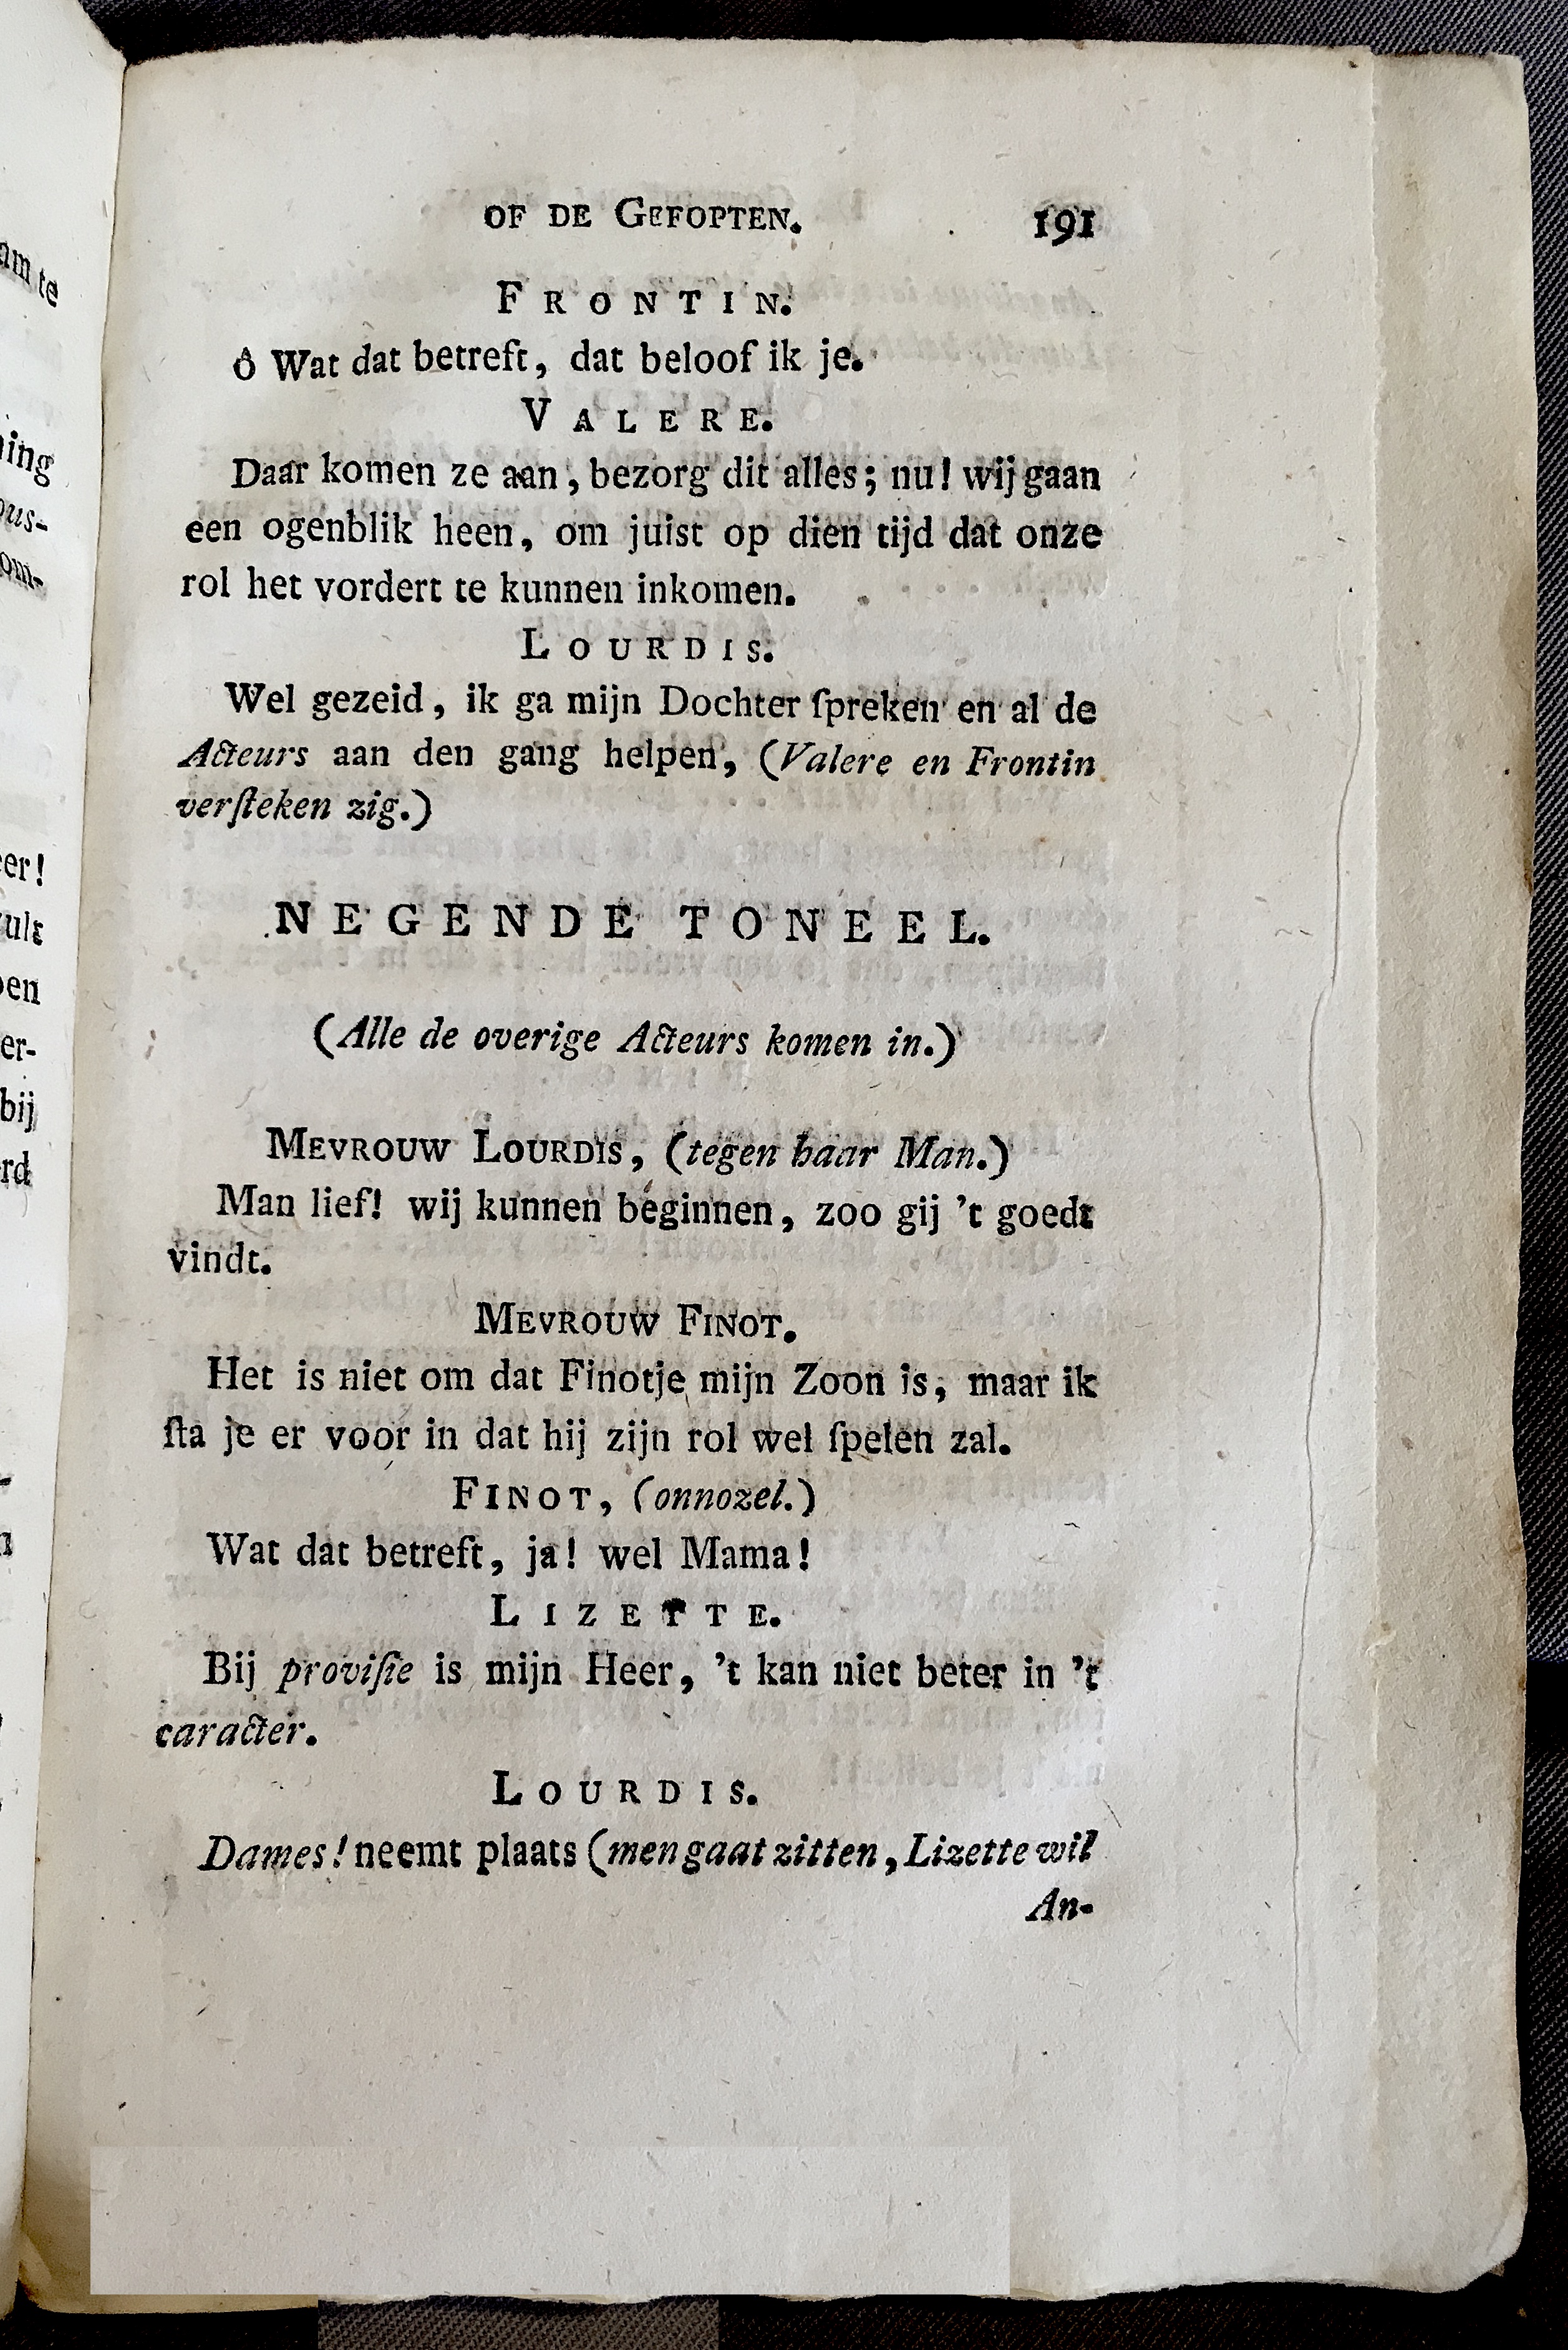 OF DE GEFOPTEN. 191
FRONTIN.
ô Wat dat betreft, dat beloof ik je.
VALERE.
Daar komen ze aan, bezorg dit alles; nu! wij gaan
een ogenblik heen, om juist op dien tijd dat onze
rol het vordert te kunnen inkomen.
LOURDIS.
Wel gezeid, ik ga mijn Dochter ſpreken en al de
Acteurs aan den gang helpen, (Valere en Frontin
verſteken zig.)
NEGENDE TONEEL.
(Alle de overige Acteurs komen in.)
MEVROUW LOURDIS, (tegen haar Man.)
Man lief! wij kunnen beginnen, zoo gij 't goedt
vindt.
MEVROUW FINOT.
Het is niet om dat Finotje mijn Zoon is, maar ik
ſta je er voor in dat hij zijn rol wel ſpelen zal.
FINOT, (onnozel.)
Wat dat betreft, ja! wel Mama!
LIZETTE.
Bij proviſie is mijn Heer, 't kan niet beter in 't
caracter.
LOURDIS.
Dames! neemt plaats (men gaat zitten, Lizette wil
An-